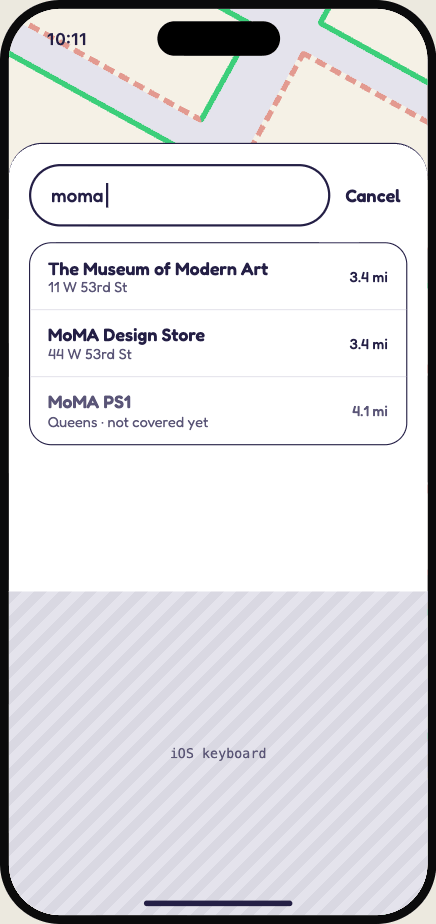 10:11
moma
Cancel
The Museum of Modern Art
11 W 53rd St
3.4 mi
MoMA Design Store
44 W 53rd St
3.4 mi
MoMA PS1
Queens · not covered yet
4.1 mi
iOS keyboard